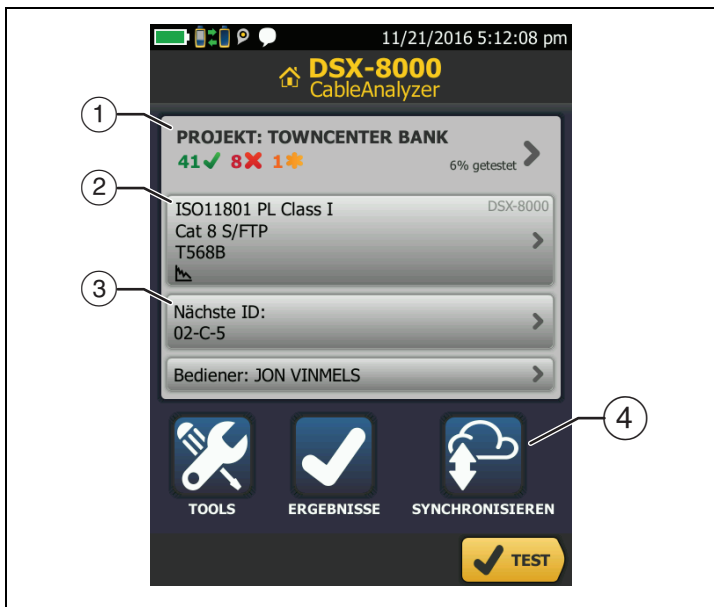 11/21/2016 5:12:08 pm
DSX-8000
CableAnalyzer
1
PROJEKT: TOWNCENTER BANK
41 8 1
6% getestet
2
ISO11801 PL Class I
DSX-8000
Cat 8 S/FTP
T568B
3
Nächste ID:
02-C-5
Bediener: JON VINMELS
4
TOOLS
ERGEBNISSE
SYNCHRONISIEREN
TEST